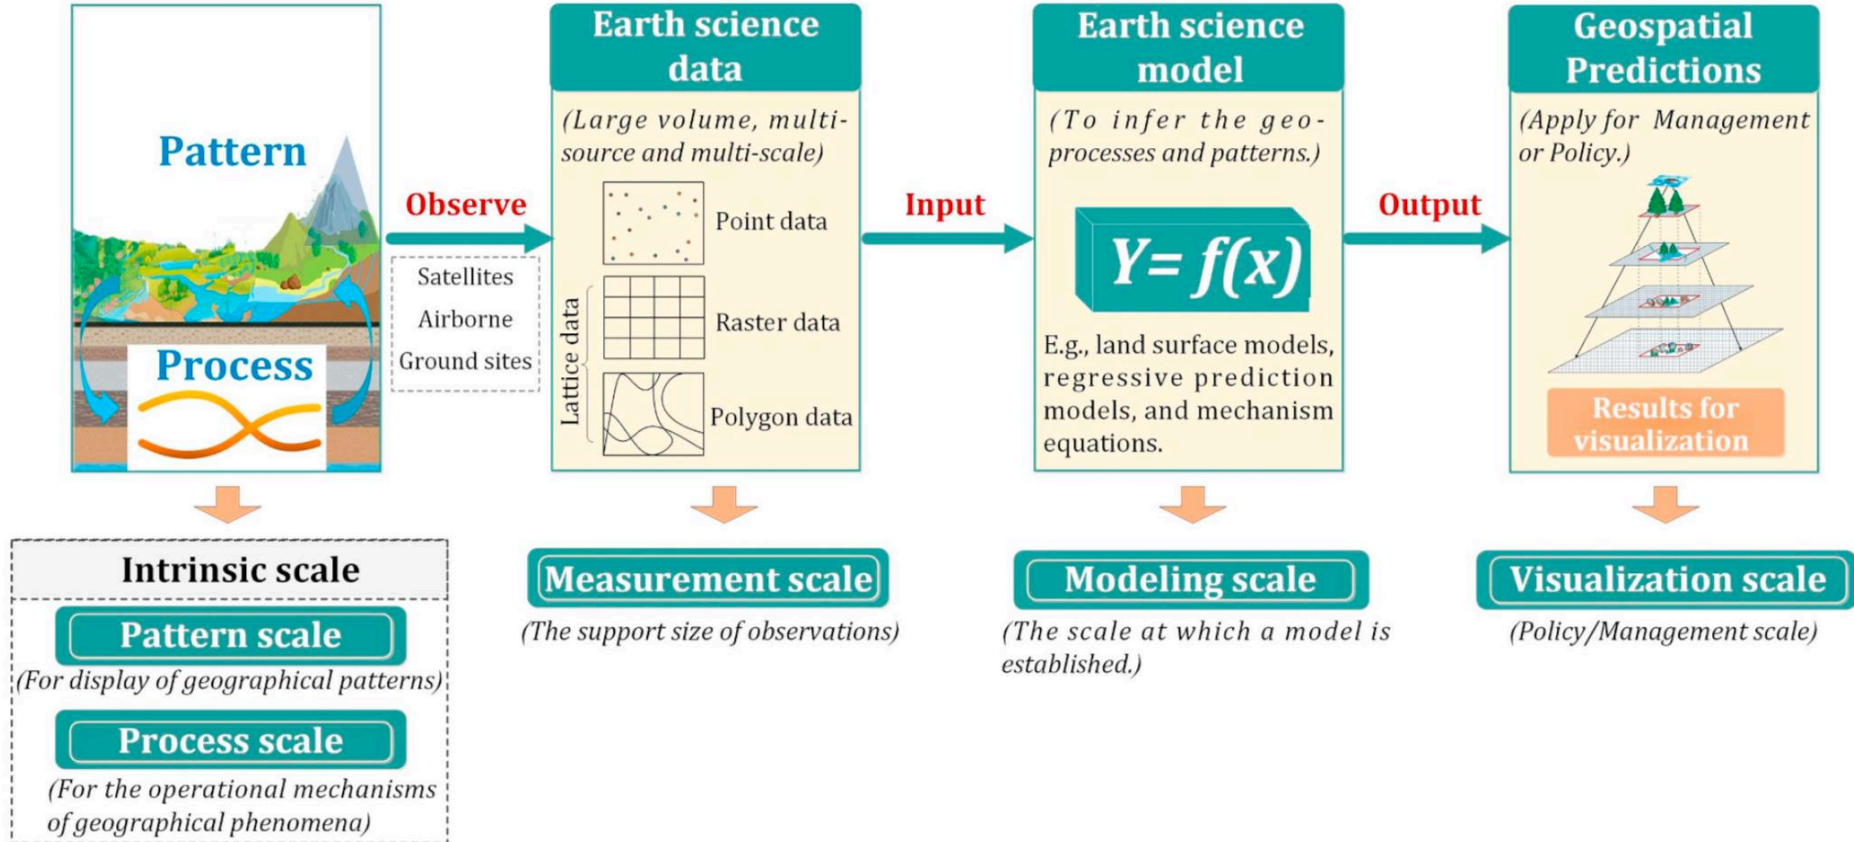 Pattern
Process
Observe
Satellites
Airborne
Ground sites
Earth science
data
(Large volume, multi-
source and multi-scale)
Point data
Lattice data
Raster data
Polygon data
Input
Earth science
model
(To infer the geo-
processes and patterns.)
Y= f(x)
E.g., land surface models,
regressive prediction
models, and mechanism
equations.
Output
Geospatial
Predictions
(Apply for Management
or Policy.)
Results for
visualization
Intrinsic scale
Pattern scale
(For display of geographical patterns)
Process scale
(For the operational mechanisms
of geographical phenomena)
Measurement scale
(The support size of observations)
Modeling scale
(The scale at which a model is
established.)
Visualization scale
(Policy/Management scale)